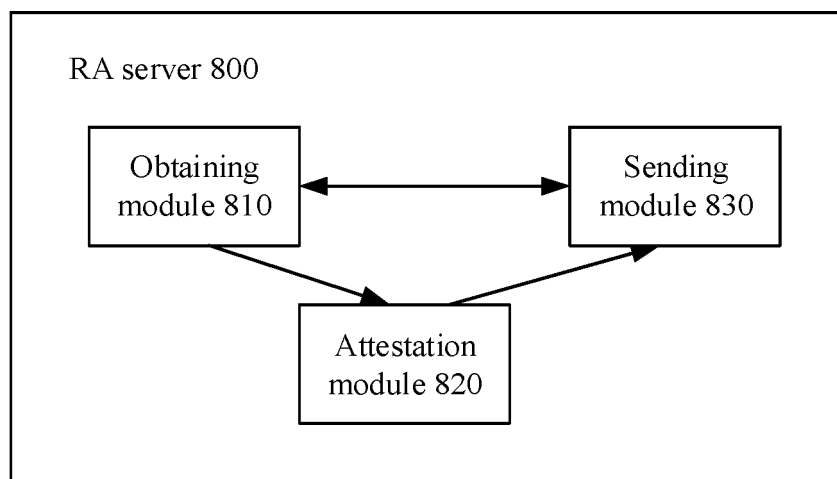 RA server 800
Obtaining
module 810
Sending
module 830
Attestation
module 820